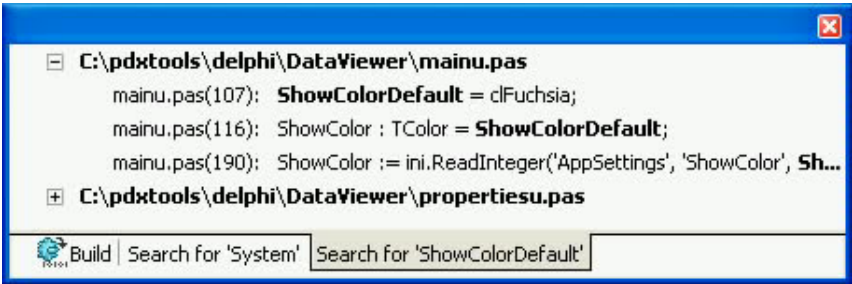 C:\pdxtools\delphi\DataViewer\mainu.pas
mainu.pas(107): ShowColorDefault = clFuchsia;
mainu.pas(116): ShowColor : TColor = ShowColorDefault;
mainu.pas(190): ShowColor := ini.ReadInteger('AppSettings', 'ShowColor', Sh...
C:\pdxtools\delphi\DataViewer\propertiesu.pas
Build Search for 'System' Search for 'ShowColorDefault'